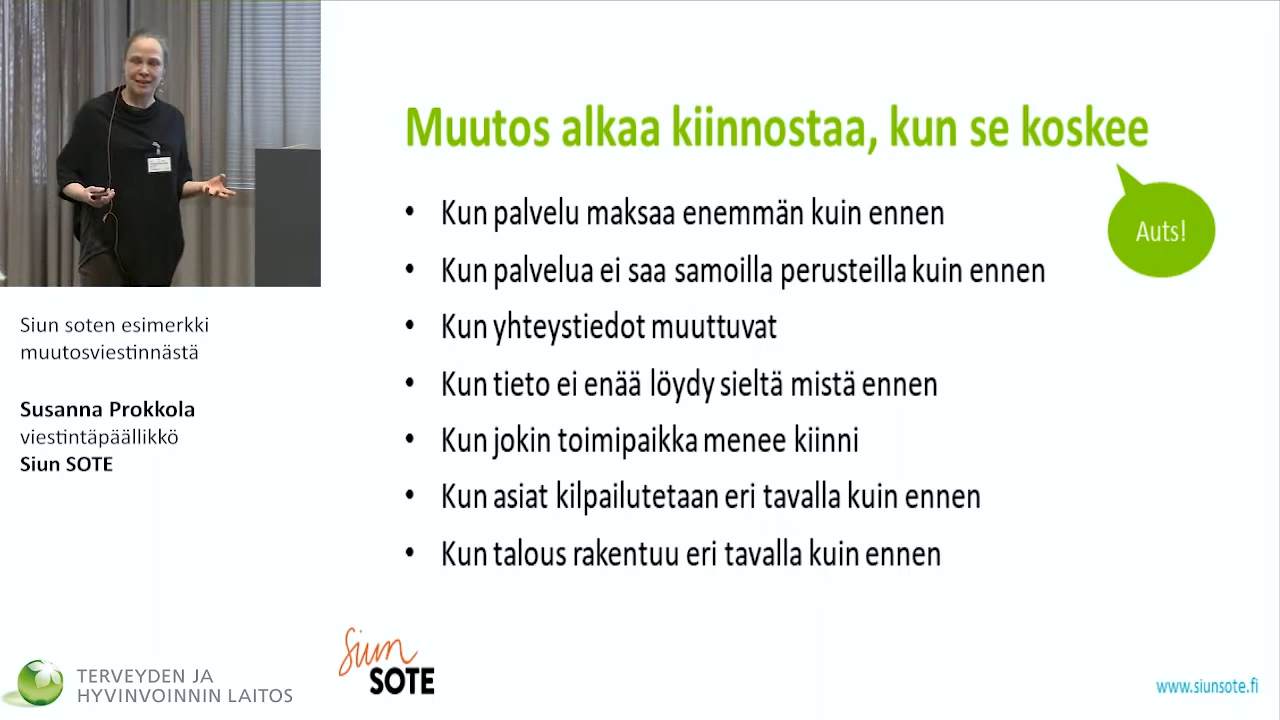 Muutos alkaa kiinnostaa, kun se koskee
Auts!
• Kun palvelu maksaa enemmän kuin ennen
• Kun palvelua ei saa samoilla perusteilla kuin ennen
• Kun yhteystiedot muuttuvat
• Kun tieto ei enää löydy sieltä mistä ennen
• Kun jokin toimipaikka menee kiinni
• Kun asiat kilpailutetaan eri tavalla kuin ennen
• Kun talous rakentuu eri tavalla kuin ennen
Siun soten esimerkki
muutosviestinnästä
Susanna Prokkola
viestintäpäällikkö
Siun SOTE
TERVEYDEN JA
HYVINVOINNIN LAITOS
Siun
SOTE
www.siunsote.fi